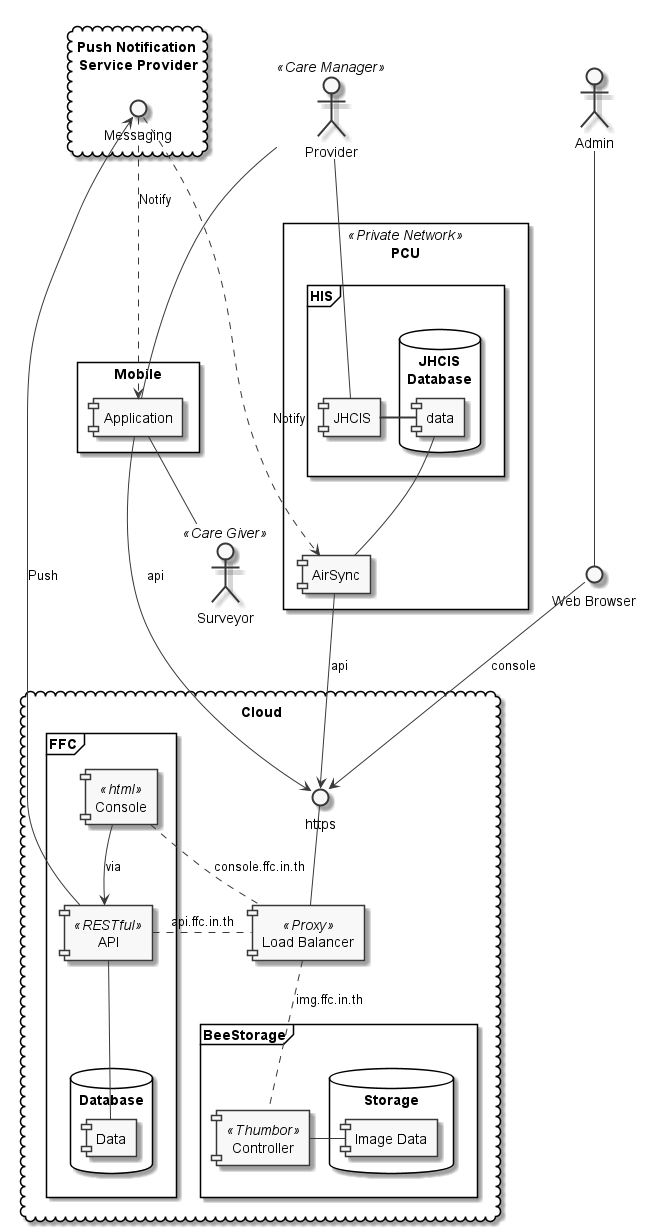 Push Notification
Service Provider
Messaging
«Care Manager»
Provider
Admin
Notify
«Private Network»
PCU
HIS
JHCIS
Database
Mobile
Application
Notify
JHCIS
data
«Care Giver»
Surveyor
Push
api
AirSync
Web Browser
api
console
Cloud
FFC
«html»
Console
https
via
console.ffc.in.th
«RESTful»
API
api.ffc.in.th
«Proxy»
Load Balancer
img.ffc.in.th
BeeStorage
Database
Data
Storage
«Thumbor»
Controller
Image Data